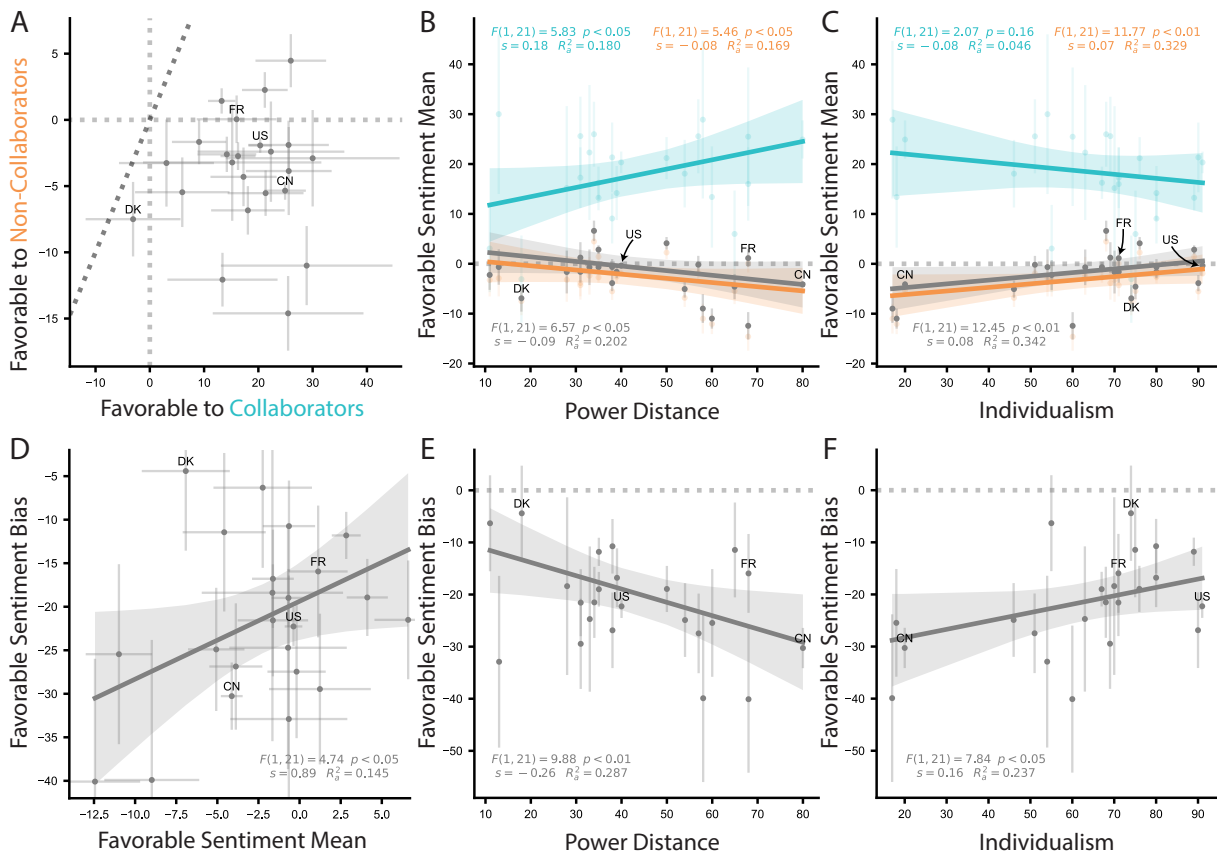 A
Favorable to Non-Collaborators
5
0
−5
−10
−15
FR
US
CN
DK
−10 0 10 20 30 40
Favorable to Collaborators
B
Favorable Sentiment Mean
F(1, 21) = 5.83 p < 0.05
s = 0.18 R²ₐ = 0.180
F(1, 21) = 5.46 p < 0.05
s = −0.08 R²ₐ = 0.169
40
30
20
10
0
−10
−20
US
FR
CN
DK
F(1, 21) = 6.57 p < 0.05
s = −0.09 R²ₐ = 0.202
10 20 30 40 50 60 70 80
Power Distance
C
Favorable Sentiment Mean
F(1, 21) = 2.07 p = 0.16
s = −0.08 R²ₐ = 0.046
F(1, 21) = 11.77 p < 0.01
s = 0.07 R²ₐ = 0.329
40
30
20
10
0
−10
−20
FR
US
CN
DK
F(1, 21) = 12.45 p < 0.01
s = 0.08 R²ₐ = 0.342
20 30 40 50 60 70 80 90
Individualism
D
Favorable Sentiment Bias
−5
−10
−15
−20
−25
−30
−35
−40
DK
FR
US
CN
F(1, 21) = 4.74 p < 0.05
s = 0.89 R²ₐ = 0.145
−12.5 −10.0 −7.5 −5.0 −2.5 0.0 2.5 5.0
Favorable Sentiment Mean
E
Favorable Sentiment Bias
0
−10
−20
−30
−40
−50
DK
FR
US
CN
F(1, 21) = 9.88 p < 0.01
s = −0.26 R²ₐ = 0.287
10 20 30 40 50 60 70 80
Power Distance
F
Favorable Sentiment Bias
0
−10
−20
−30
−40
−50
DK
FR
US
CN
F(1, 21) = 7.84 p < 0.05
s = 0.16 R²ₐ = 0.237
20 30 40 50 60 70 80 90
Individualism